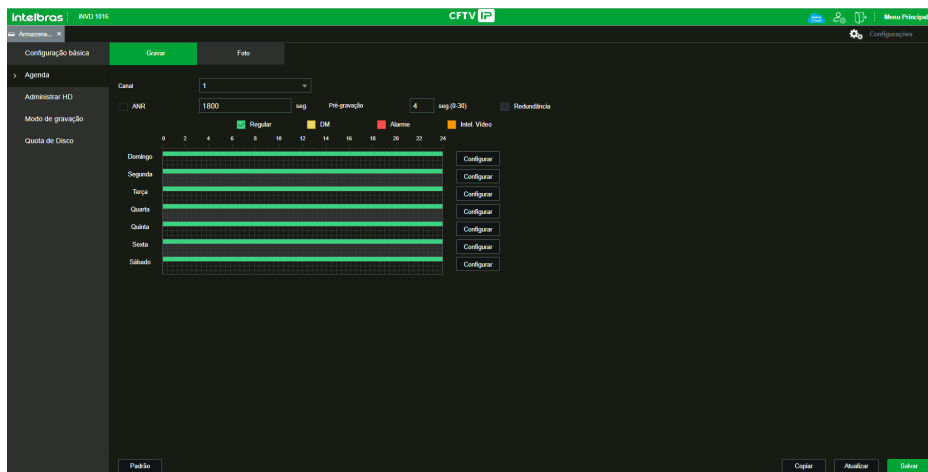 intelbras INVD 1016 CFTV IP Menu Principal
Armazena... × Configurações
Configuração básica Gravar Foto
> Agenda
Canal 1
Administrar HD
ANR 1800 seg. Pré-gravação 4 seg.(0-30) Redundância
Modo de gravação
Regular DM Alarme Intel. Vídeo
Quota de Disco
0 2 4 6 8 10 12 14 16 18 20 22 24
Domingo Configurar
Segunda Configurar
Terça Configurar
Quarta Configurar
Quinta Configurar
Sexta Configurar
Sábado Configurar
Padrão Copiar Atualizar Salvar